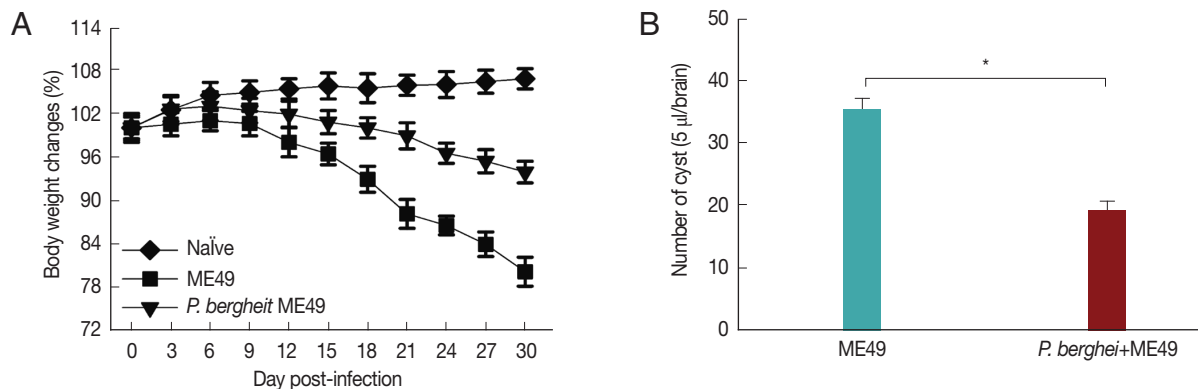 A
Body weight changes (%)
114
108
102
96
90
84
78
72
NaÏve
ME49
P. bergheit ME49
0 3 6 9 12 15 18 21 24 27 30
Day post-infection
B
Number of cyst (5 µl/brain)
50
40
30
20
10
0
*
ME49 P. berghei+ME49